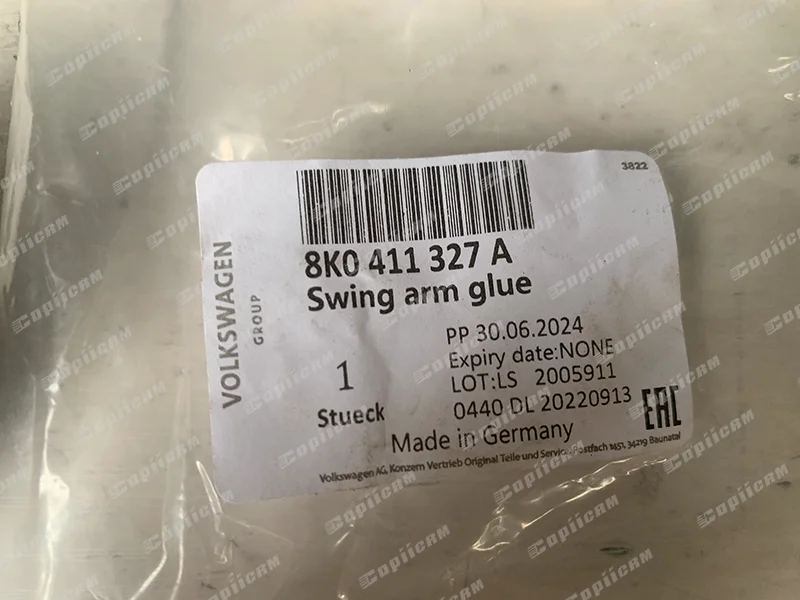 3822
8K0 411 327 A
Swing arm glue
VOLKSWAGEN
GROUP
PP 30.06.2024
Expiry date:NONE
LOT:LS 2005911
0440 DL 20220913
1
Stueck
EAC
Made in Germany
Volkswagen AG, Konzern Vertrieb Original Teile und Service, Postfach 1451, 34219 Baunatal
Copiicam